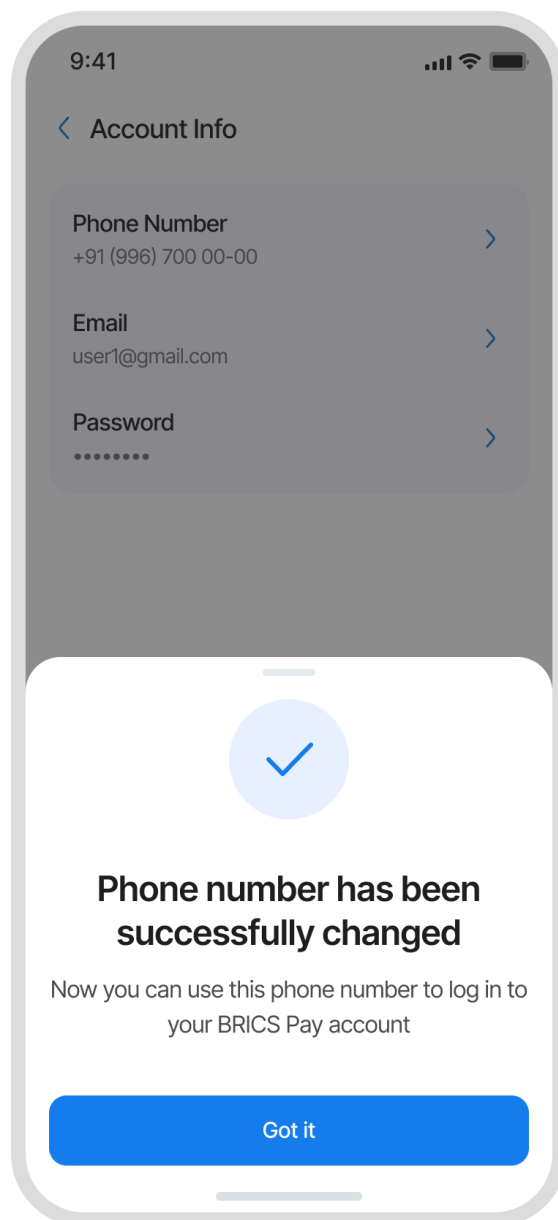 9:41
Account Info
Phone Number
+91 (996) 700 00-00
Email
user1@gmail.com
Password
••••••••
Phone number has been
successfully changed
Now you can use this phone number to log in to
your BRICS Pay account
Got it